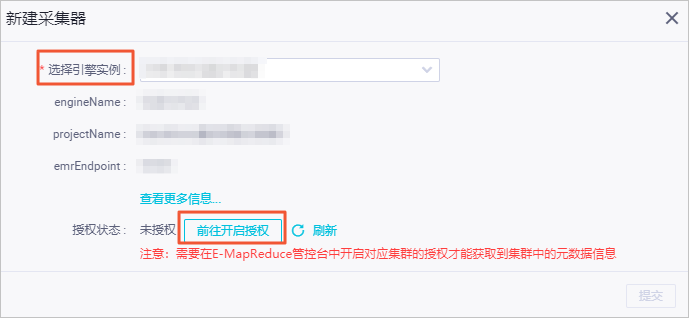 新建采集器
* 选择引擎实例 :
engineName :
projectName :
emrEndpoint :
查看更多信息...
授权状态 : 未授权 前往开启授权 刷新
注意：需要在E-MapReduce管控台中开启对应集群的授权才能获取到集群中的元数据信息
提交